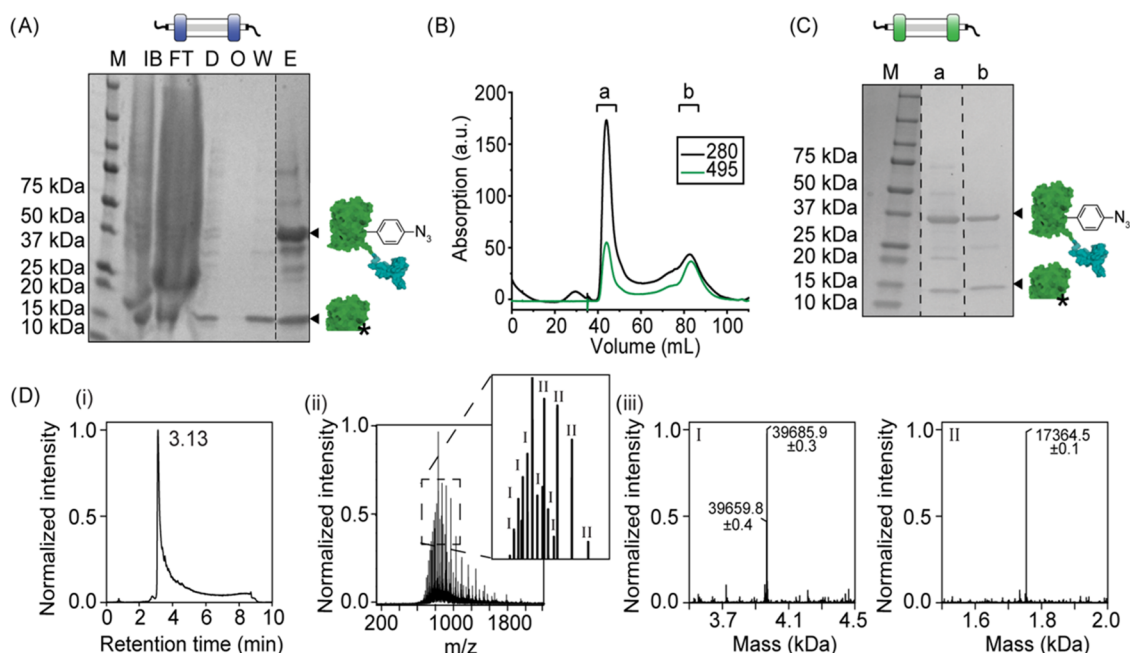 (A)
M IB FT D O W E
75 kDa
50 kDa
37 kDa
25 kDa
20 kDa
15 kDa
10 kDa
N3
*
(B)
Absorption (a.u.)
200
150
100
50
0
a
b
280
495
0 20 40 60 80 100
Volume (mL)
(C)
M a b
75 kDa
50 kDa
37 kDa
25 kDa
20 kDa
15 kDa
10 kDa
N3
*
(D)
(i)
Normalized intensity
1.0
0.5
0.0
3.13
0 2 4 6 8 10
Retention time (min)
(ii)
Normalized intensity
1.0
0.5
0.0
I I I I I I I
II II II II
200 1000 1800
m/z
(iii)
Normalized intensity
1.0
0.5
0.0
I
39685.9
±0.3
39659.8
±0.4
3.7 4.1 4.5
Mass (kDa)
Normalized intensity
1.0
0.5
0.0
II
17364.5
±0.1
1.6 1.8 2.0
Mass (kDa)